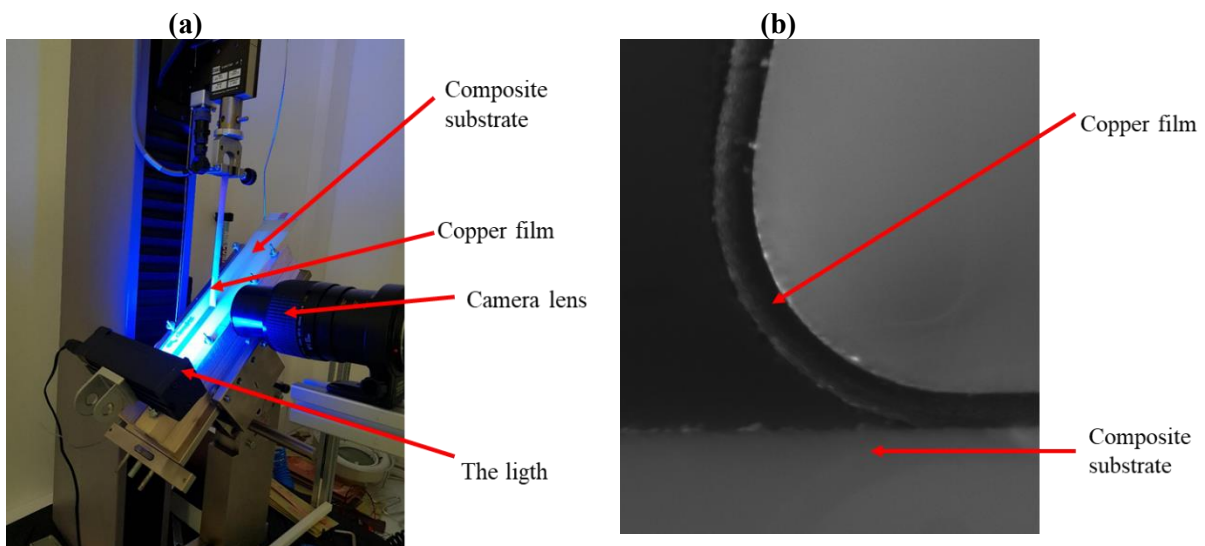 (a)
Composite
substrate
Copper film
Camera lens
The ligth
(b)
Copper film
Composite
substrate